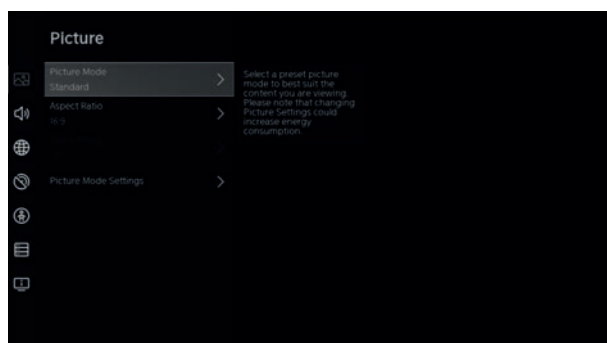 Picture
Picture Mode
Standard
Aspect Ratio
16:9
Picture Mode Settings
Select a preset picture
mode to best suit the
content you are viewing.
Please note that changing
Picture Settings could
increase energy
consumption.